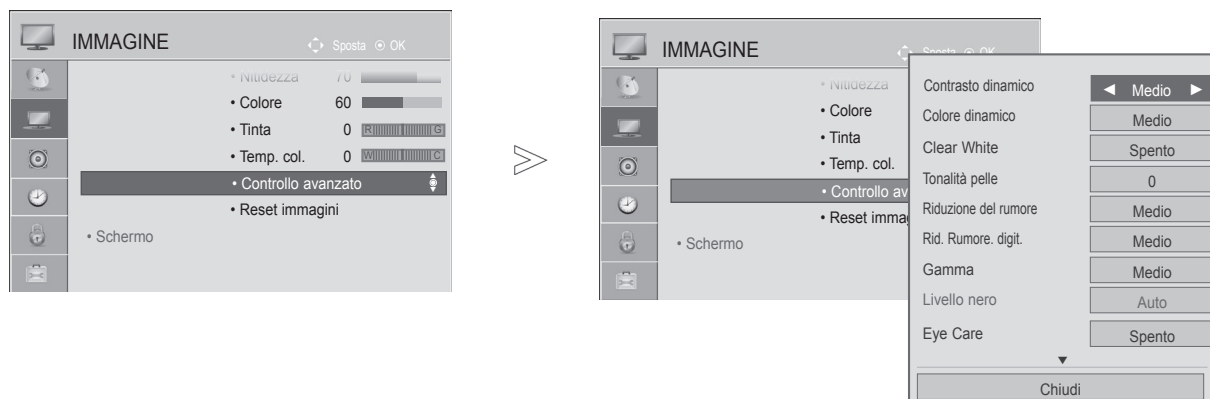 IMMAGINE
Sposta OK
• Nitidezza 70
• Colore 60
• Tinta 0 R G
• Temp. col. 0 W C
• Controllo avanzato
• Reset immagini
• Schermo
IMMAGINE
Sposta OK
• Nitidezza
• Colore
• Tinta
• Temp. col.
• Controllo av
• Reset immag
• Schermo
Contrasto dinamico Medio
Colore dinamico Medio
Clear White Spento
Tonalità pelle 0
Riduzione del rumore Medio
Rid. Rumore. digit. Medio
Gamma Medio
Livello nero Auto
Eye Care Spento
Chiudi